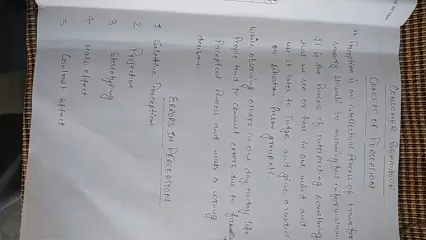 CONSUMER BEHAVIOUR
CONCEPT OF PERCEPTION
Perception is an intellectual Process of transfor
sensory stimuli to meaningful information
It is the Process of interpreting something
that we see or hear in our mind and
use it later to Judge and give a verdict
on situation Person group etc.
While observing others in our day today life
People tend to commit errors due to faulty
Perceptual Process and make a wrong
decision.
ERRORS IN PERCEPTION
1 Selective Perception
2 Projection
3 Stereotyping
4 Halo effect
5 Contrast Effect